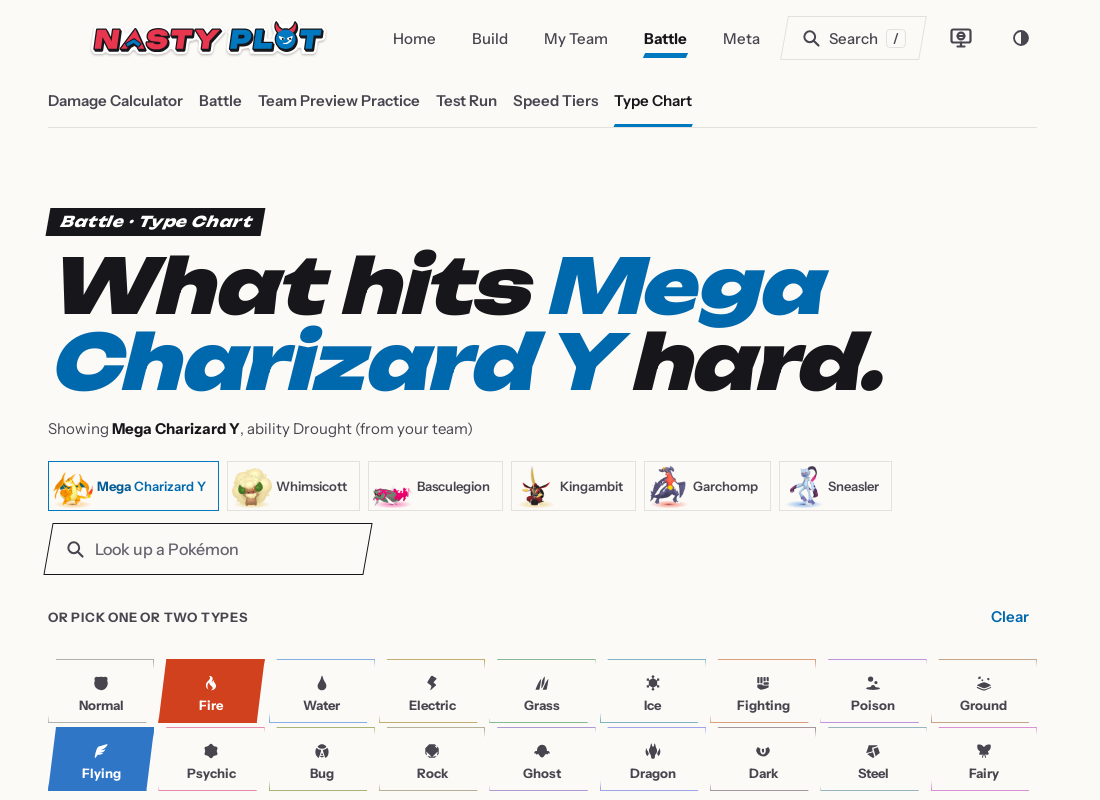 NASTY PLOT
Home Build My Team Battle Meta Search /
Damage Calculator Battle Team Preview Practice Test Run Speed Tiers Type Chart
Battle · Type Chart
What hits Mega
Charizard Y hard.
Showing Mega Charizard Y, ability Drought (from your team)
Mega Charizard Y Whimsicott Basculegion Kingambit Garchomp Sneasler
Look up a Pokémon
OR PICK ONE OR TWO TYPES Clear
Normal Fire Water Electric Grass Ice Fighting Poison Ground
Flying Psychic Bug Rock Ghost Dragon Dark Steel Fairy